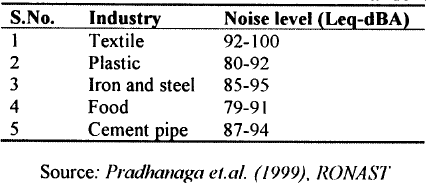 S.No. Industry Noise level (Leq-dBA)
1 Textile 92-100
2 Plastic 80-92
3 Iron and steel 85-95
4 Food 79-91
5 Cement pipe 87-94
Source: Pradhanaga et.al. (1999), RONAST